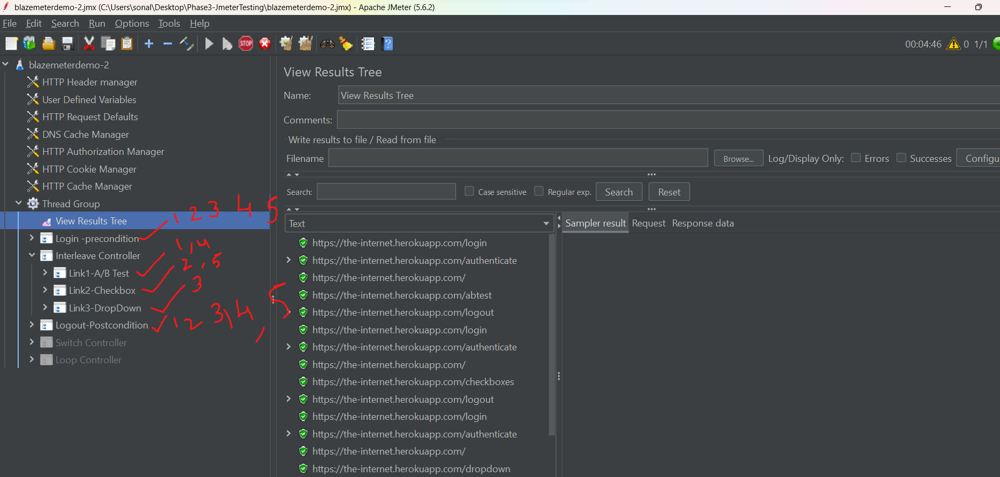 blazemeterdemo-2.jmx (C:\Users\sonal\Desktop\Phase3-JmeterTesting\blazemeterdemo-2.jmx) - Apache JMeter (5.6.2)
File Edit Search Run Options Tools Help
STOP
00:04:46 0 1/1
blazemeterdemo-2
HTTP Header manager
User Defined Variables
HTTP Request Defaults
DNS Cache Manager
HTTP Authorization Manager
HTTP Cookie Manager
HTTP Cache Manager
Thread Group
View Results Tree
1 2 3 4 5
Login -precondition
Interleave Controller
1,4
Link1-A/B Test
2,5
Link2-Checkbox
3
Link3-DropDown
Logout-Postcondition
1 2 3, 4, 5
Switch Controller
Loop Controller
View Results Tree
Name: View Results Tree
Comments:
Write results to file / Read from file
Filename Browse... Log/Display Only: Errors Successes Configu
Search: Case sensitive Regular exp. Search Reset
Text
Sampler result Request Response data
https://the-internet.herokuapp.com/login
https://the-internet.herokuapp.com/authenticate
https://the-internet.herokuapp.com/
https://the-internet.herokuapp.com/abtest
https://the-internet.herokuapp.com/logout
https://the-internet.herokuapp.com/login
https://the-internet.herokuapp.com/authenticate
https://the-internet.herokuapp.com/
https://the-internet.herokuapp.com/checkboxes
https://the-internet.herokuapp.com/logout
https://the-internet.herokuapp.com/login
https://the-internet.herokuapp.com/authenticate
https://the-internet.herokuapp.com/
https://the-internet.herokuapp.com/dropdown